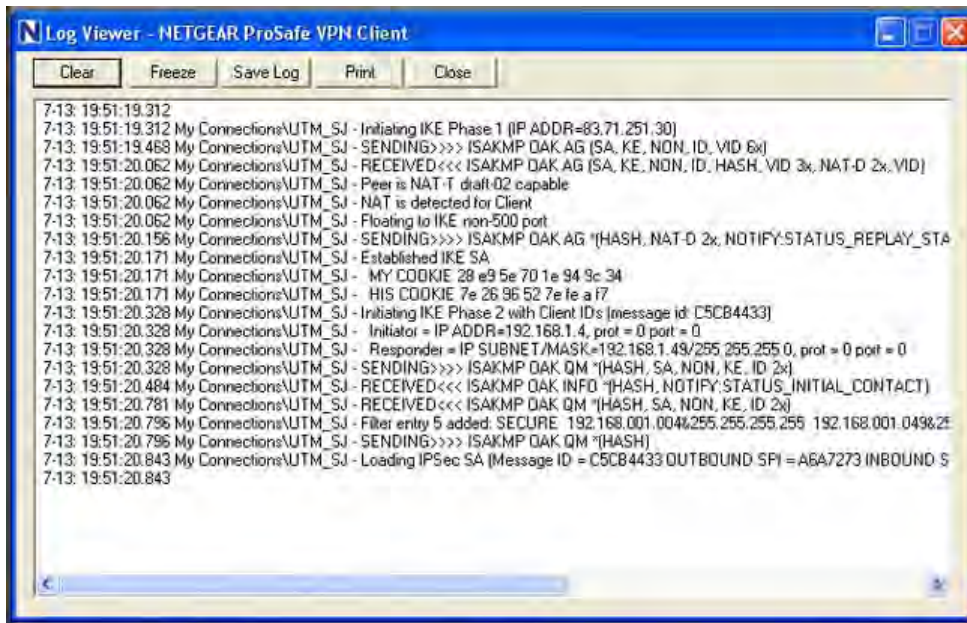 Log Viewer - NETGEAR ProSafe VPN Client
Clear Freeze Save Log Print Close
7-13: 19:51:19.312
7-13: 19:51:19.312 My Connections\UTM_SJ - Initiating IKE Phase 1 (IP ADDR=83.71.251.30)
7-13: 19:51:19.468 My Connections\UTM_SJ - SENDING>>>> ISAKMP OAK AG (SA, KE, NON, ID, VID 6x)
7-13: 19:51:20.062 My Connections\UTM_SJ - RECEIVED<<< ISAKMP OAK AG (SA, KE, NON, ID, HASH, VID 3x, NAT-D 2x, VID)
7-13: 19:51:20.062 My Connections\UTM_SJ - Peer is NAT-T draft-02 capable
7-13: 19:51:20.062 My Connections\UTM_SJ - NAT is detected for Client
7-13: 19:51:20.062 My Connections\UTM_SJ - Floating to IKE non-500 port
7-13: 19:51:20.156 My Connections\UTM_SJ - SENDING>>>> ISAKMP OAK AG *(HASH, NAT-D 2x, NOTIFY:STATUS_REPLAY_STA
7-13: 19:51:20.171 My Connections\UTM_SJ - Established IKE SA
7-13: 19:51:20.171 My Connections\UTM_SJ - MY COOKIE 28 e9 5e 70 1e 94 9c 34
7-13: 19:51:20.171 My Connections\UTM_SJ - HIS COOKIE 7e 26 96 52 7e fe a f7
7-13: 19:51:20.328 My Connections\UTM_SJ - Initiating IKE Phase 2 with Client IDs (message id: C5CB4433)
7-13: 19:51:20.328 My Connections\UTM_SJ - Initiator = IP ADDR=192.168.1.4, prot = 0 port = 0
7-13: 19:51:20.328 My Connections\UTM_SJ - Responder = IP SUBNET/MASK=192.168.1.49/255.255.255.0, prot = 0 port = 0
7-13: 19:51:20.328 My Connections\UTM_SJ - SENDING>>>> ISAKMP OAK QM *(HASH, SA, NON, KE, ID 2x)
7-13: 19:51:20.484 My Connections\UTM_SJ - RECEIVED<<< ISAKMP OAK INFO *(HASH, NOTIFY:STATUS_INITIAL_CONTACT)
7-13: 19:51:20.781 My Connections\UTM_SJ - RECEIVED<<< ISAKMP OAK QM *(HASH, SA, NON, KE, ID 2x)
7-13: 19:51:20.796 My Connections\UTM_SJ - Filter entry 5 added: SECURE 192.168.001.004&255.255.255.255 192.168.001.049&25
7-13: 19:51:20.796 My Connections\UTM_SJ - SENDING>>>> ISAKMP OAK QM *(HASH)
7-13: 19:51:20.843 My Connections\UTM_SJ - Loading IPSec SA (Message ID = C5CB4433 OUTBOUND SPI = A6A7273 INBOUND S
7-13: 19:51:20.843